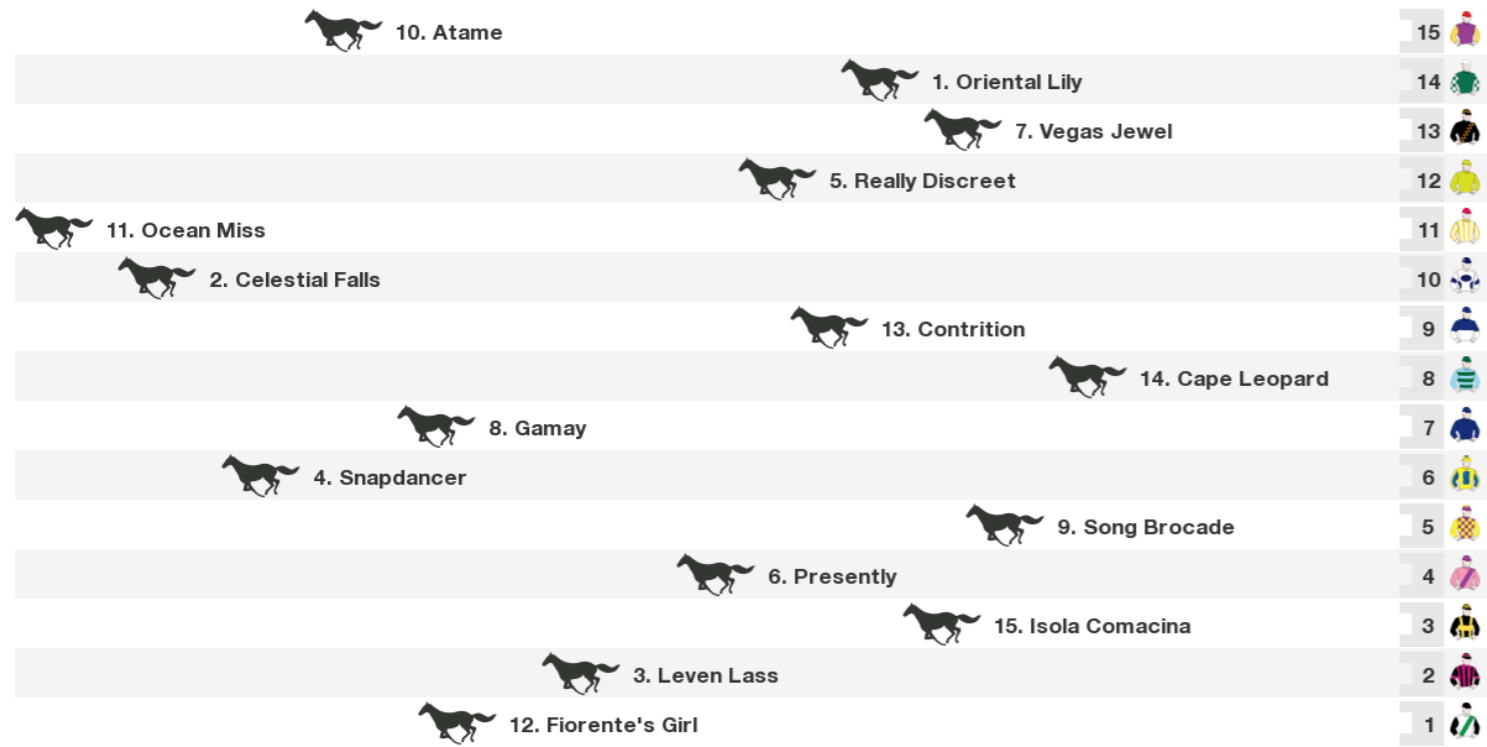 10. Atame 15
1. Oriental Lily 14
7. Vegas Jewel 13
5. Really Discreet 12
11. Ocean Miss 11
2. Celestial Falls 10
13. Contrition 9
14. Cape Leopard 8
8. Gamay 7
4. Snapdancer 6
9. Song Brocade 5
6. Presently 4
15. Isola Comacina 3
3. Leven Lass 2
12. Fiorente's Girl 1